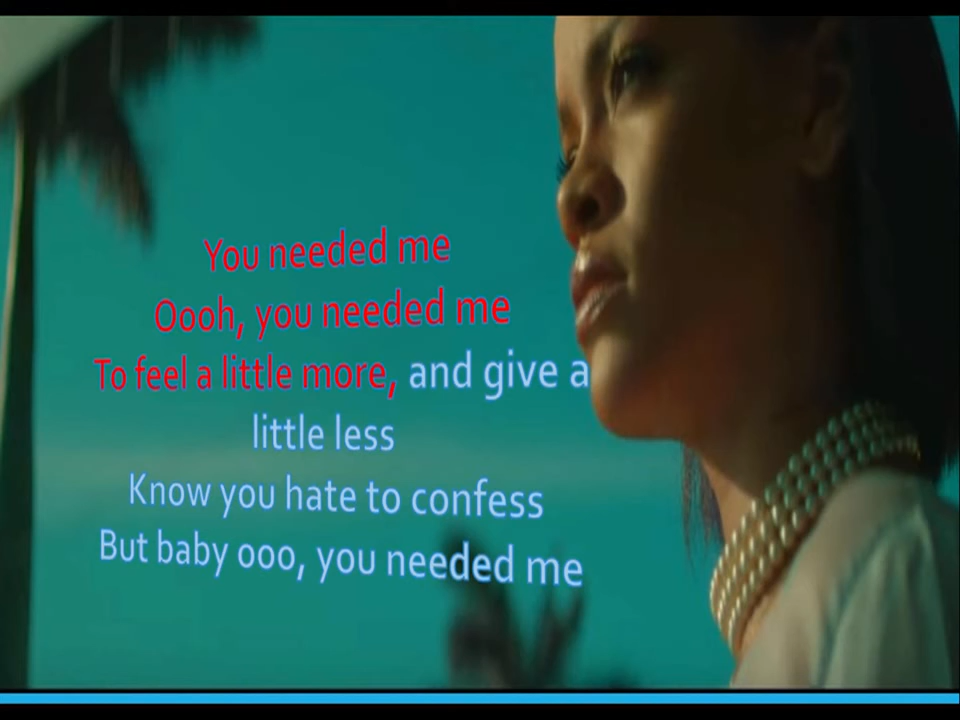 You needed me
Oooh, you needed me
To feel a little more, and give a
little less
Know you hate to confess
But baby ooo, you needed me